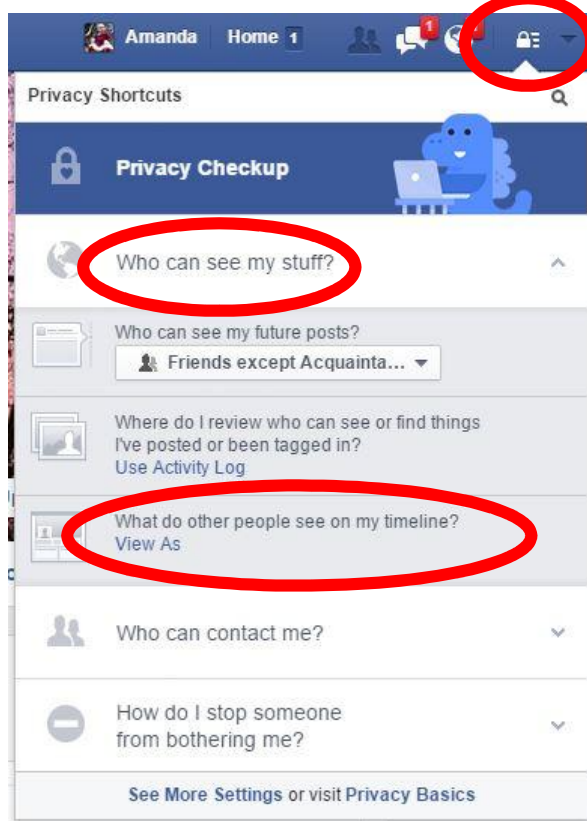 Amanda Home 1 1
Privacy Shortcuts
Privacy Checkup
Who can see my stuff?
Who can see my future posts?
Friends except Acquainta...
Where do I review who can see or find things
I've posted or been tagged in?
Use Activity Log
What do other people see on my timeline?
View As
Who can contact me?
How do I stop someone
from bothering me?
See More Settings or visit Privacy Basics